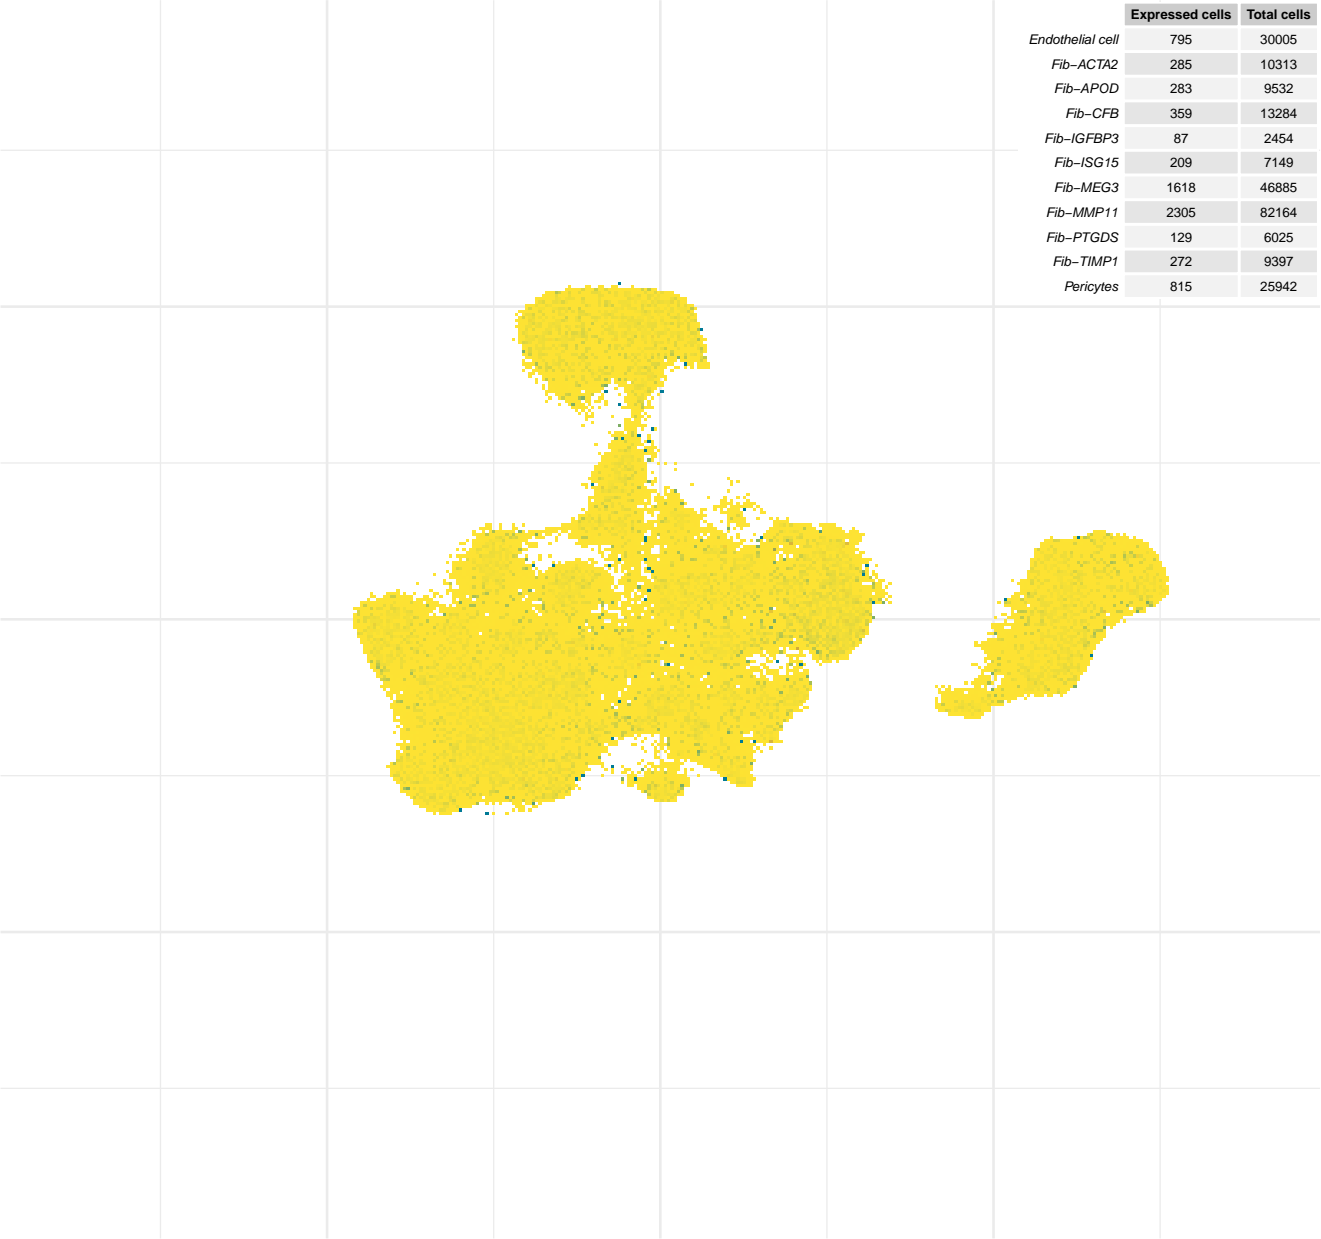 Expressed cells Total cells
Endothelial cell 795 30005
Fib−ACTA2 285 10313
Fib−APOD 283 9532
Fib−CFB 359 13284
Fib−IGFBP3 87 2454
Fib−ISG15 209 7149
Fib−MEG3 1618 46885
Fib−MMP11 2305 82164
Fib−PTGDS 129 6025
Fib−TIMP1 272 9397
Pericytes 815 25942